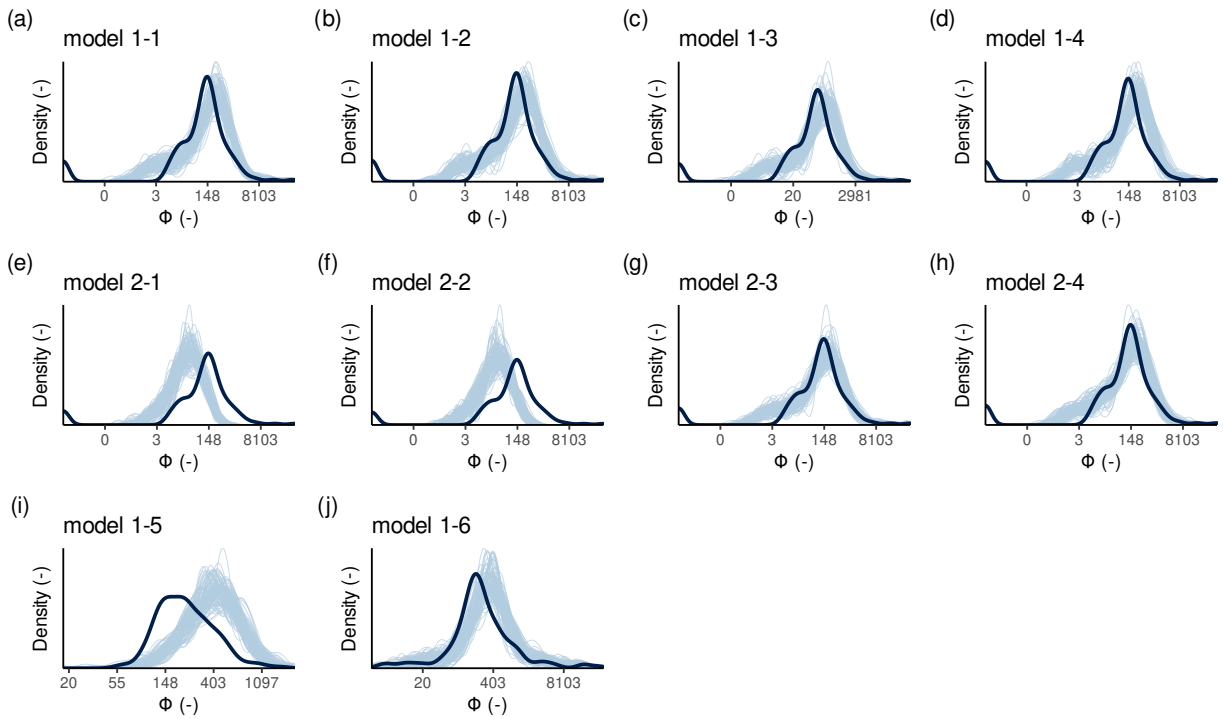 (a) (b) (c) (d)
model 1-1 model 1-2 model 1-3 model 1-4
Density (-) Density (-) Density (-) Density (-)
0 3 148 8103 0 3 148 8103 0 20 2981 0 3 148 8103
Φ (-) Φ (-) Φ (-) Φ (-)
(e) (f) (g) (h)
model 2-1 model 2-2 model 2-3 model 2-4
Density (-) Density (-) Density (-) Density (-)
0 3 148 8103 0 3 148 8103 0 3 148 8103 0 3 148 8103
Φ (-) Φ (-) Φ (-) Φ (-)
(i) (j)
model 1-5 model 1-6
Density (-) Density (-)
20 55 148 403 1097 20 403 8103
Φ (-) Φ (-)